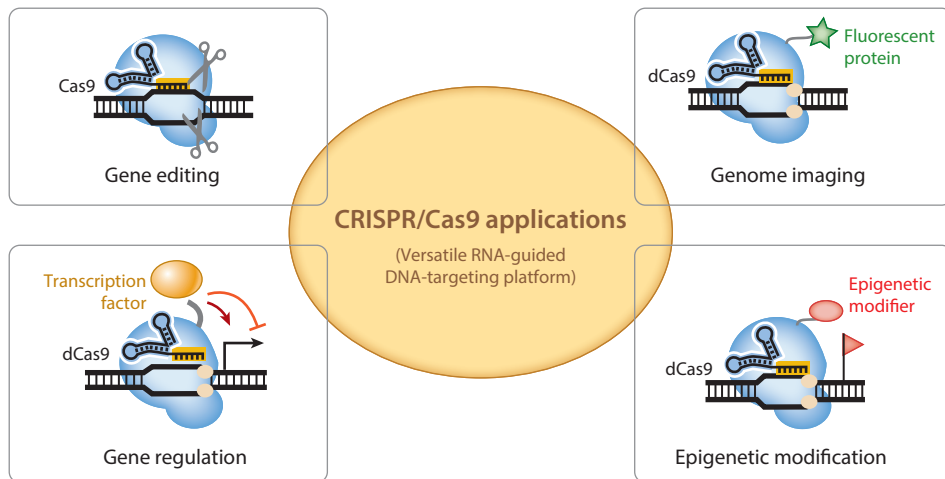 Cas9
Gene editing
dCas9
Fluorescent
protein
Genome imaging
CRISPR/Cas9 applications
(Versatile RNA-guided
DNA-targeting platform)
Transcription
factor
dCas9
Gene regulation
Epigenetic
modifier
dCas9
Epigenetic modification